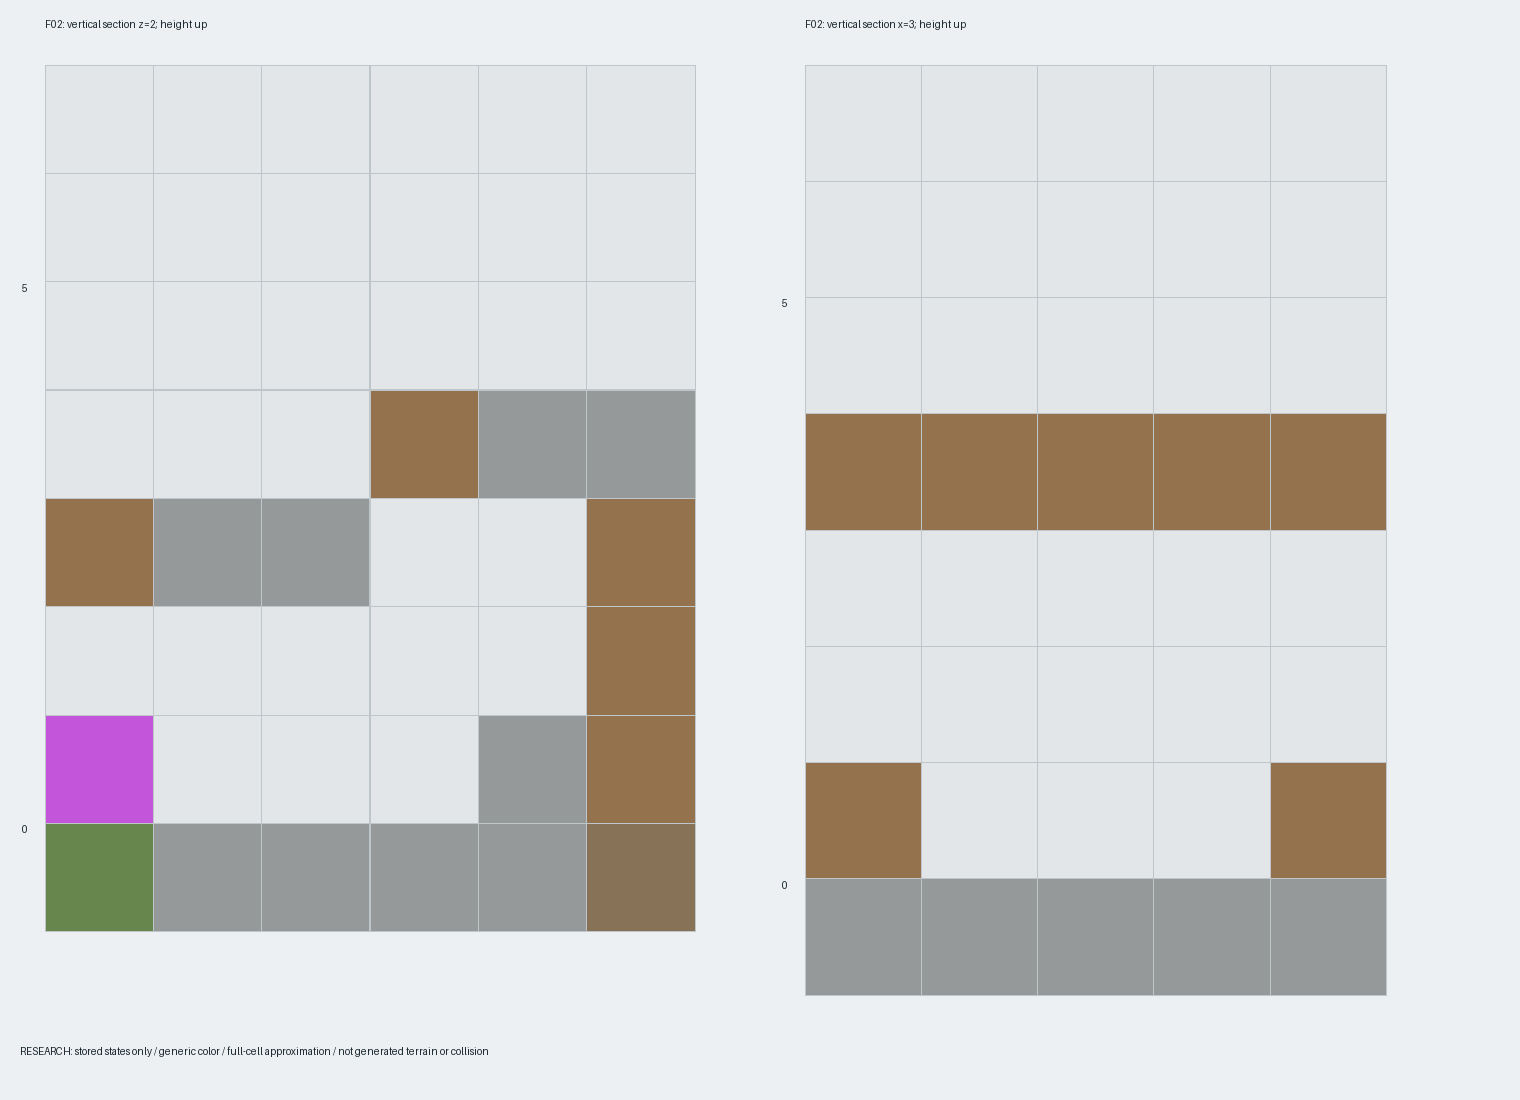 F02: vertical section z=2; height up
F02: vertical section x=3; height up
5
5
0
0
RESEARCH: stored states only / generic color / full-cell approximation / not generated terrain or collision